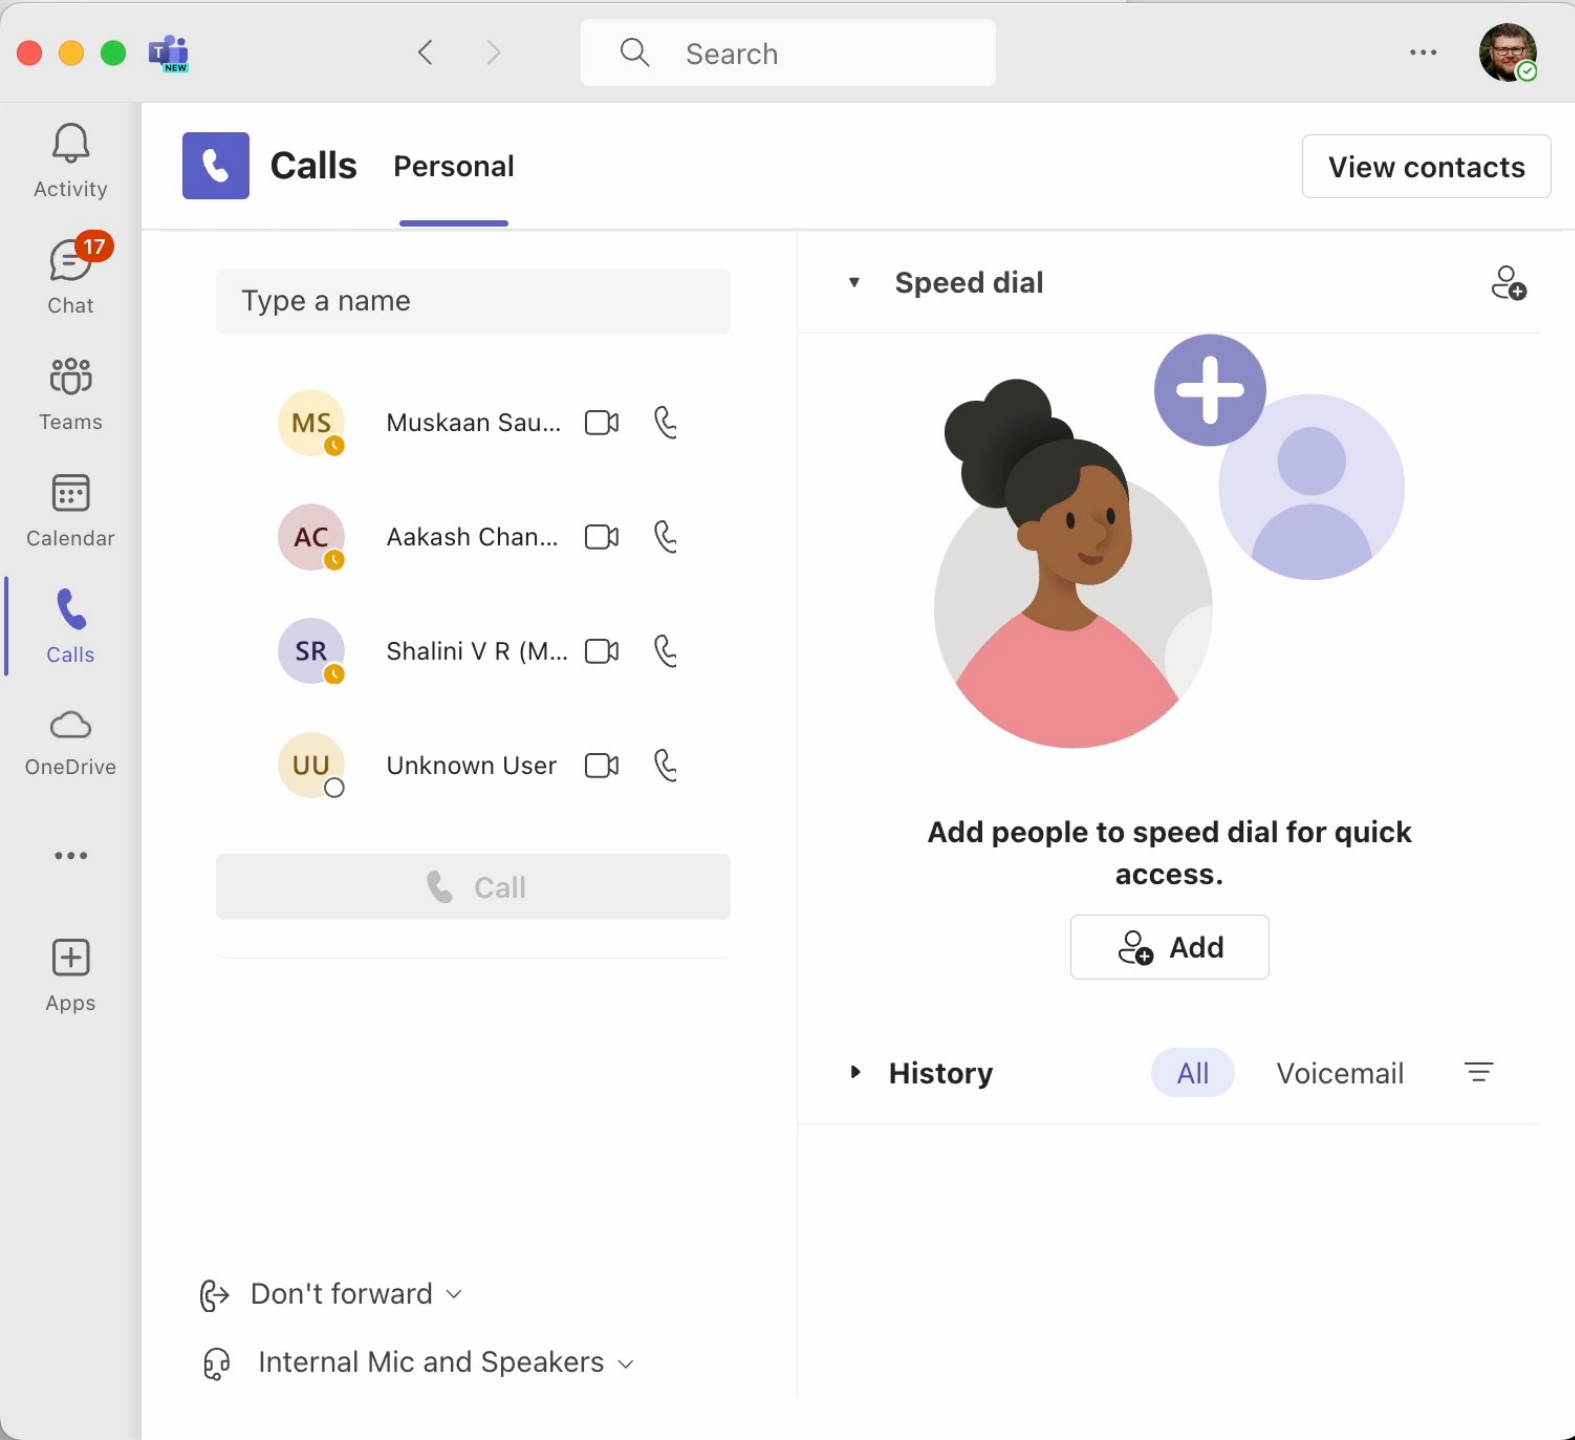 T
NEW
Search
Activity
17
Chat
Teams
Calendar
Calls
OneDrive
Apps
Calls
Personal
View contacts
Type a name
MS
Muskaan Sau...
AC
Aakash Chan...
SR
Shalini V R (M...
UU
Unknown User
Call
Don't forward
Internal Mic and Speakers
Speed dial
Add people to speed dial for quick
access.
Add
History
All
Voicemail